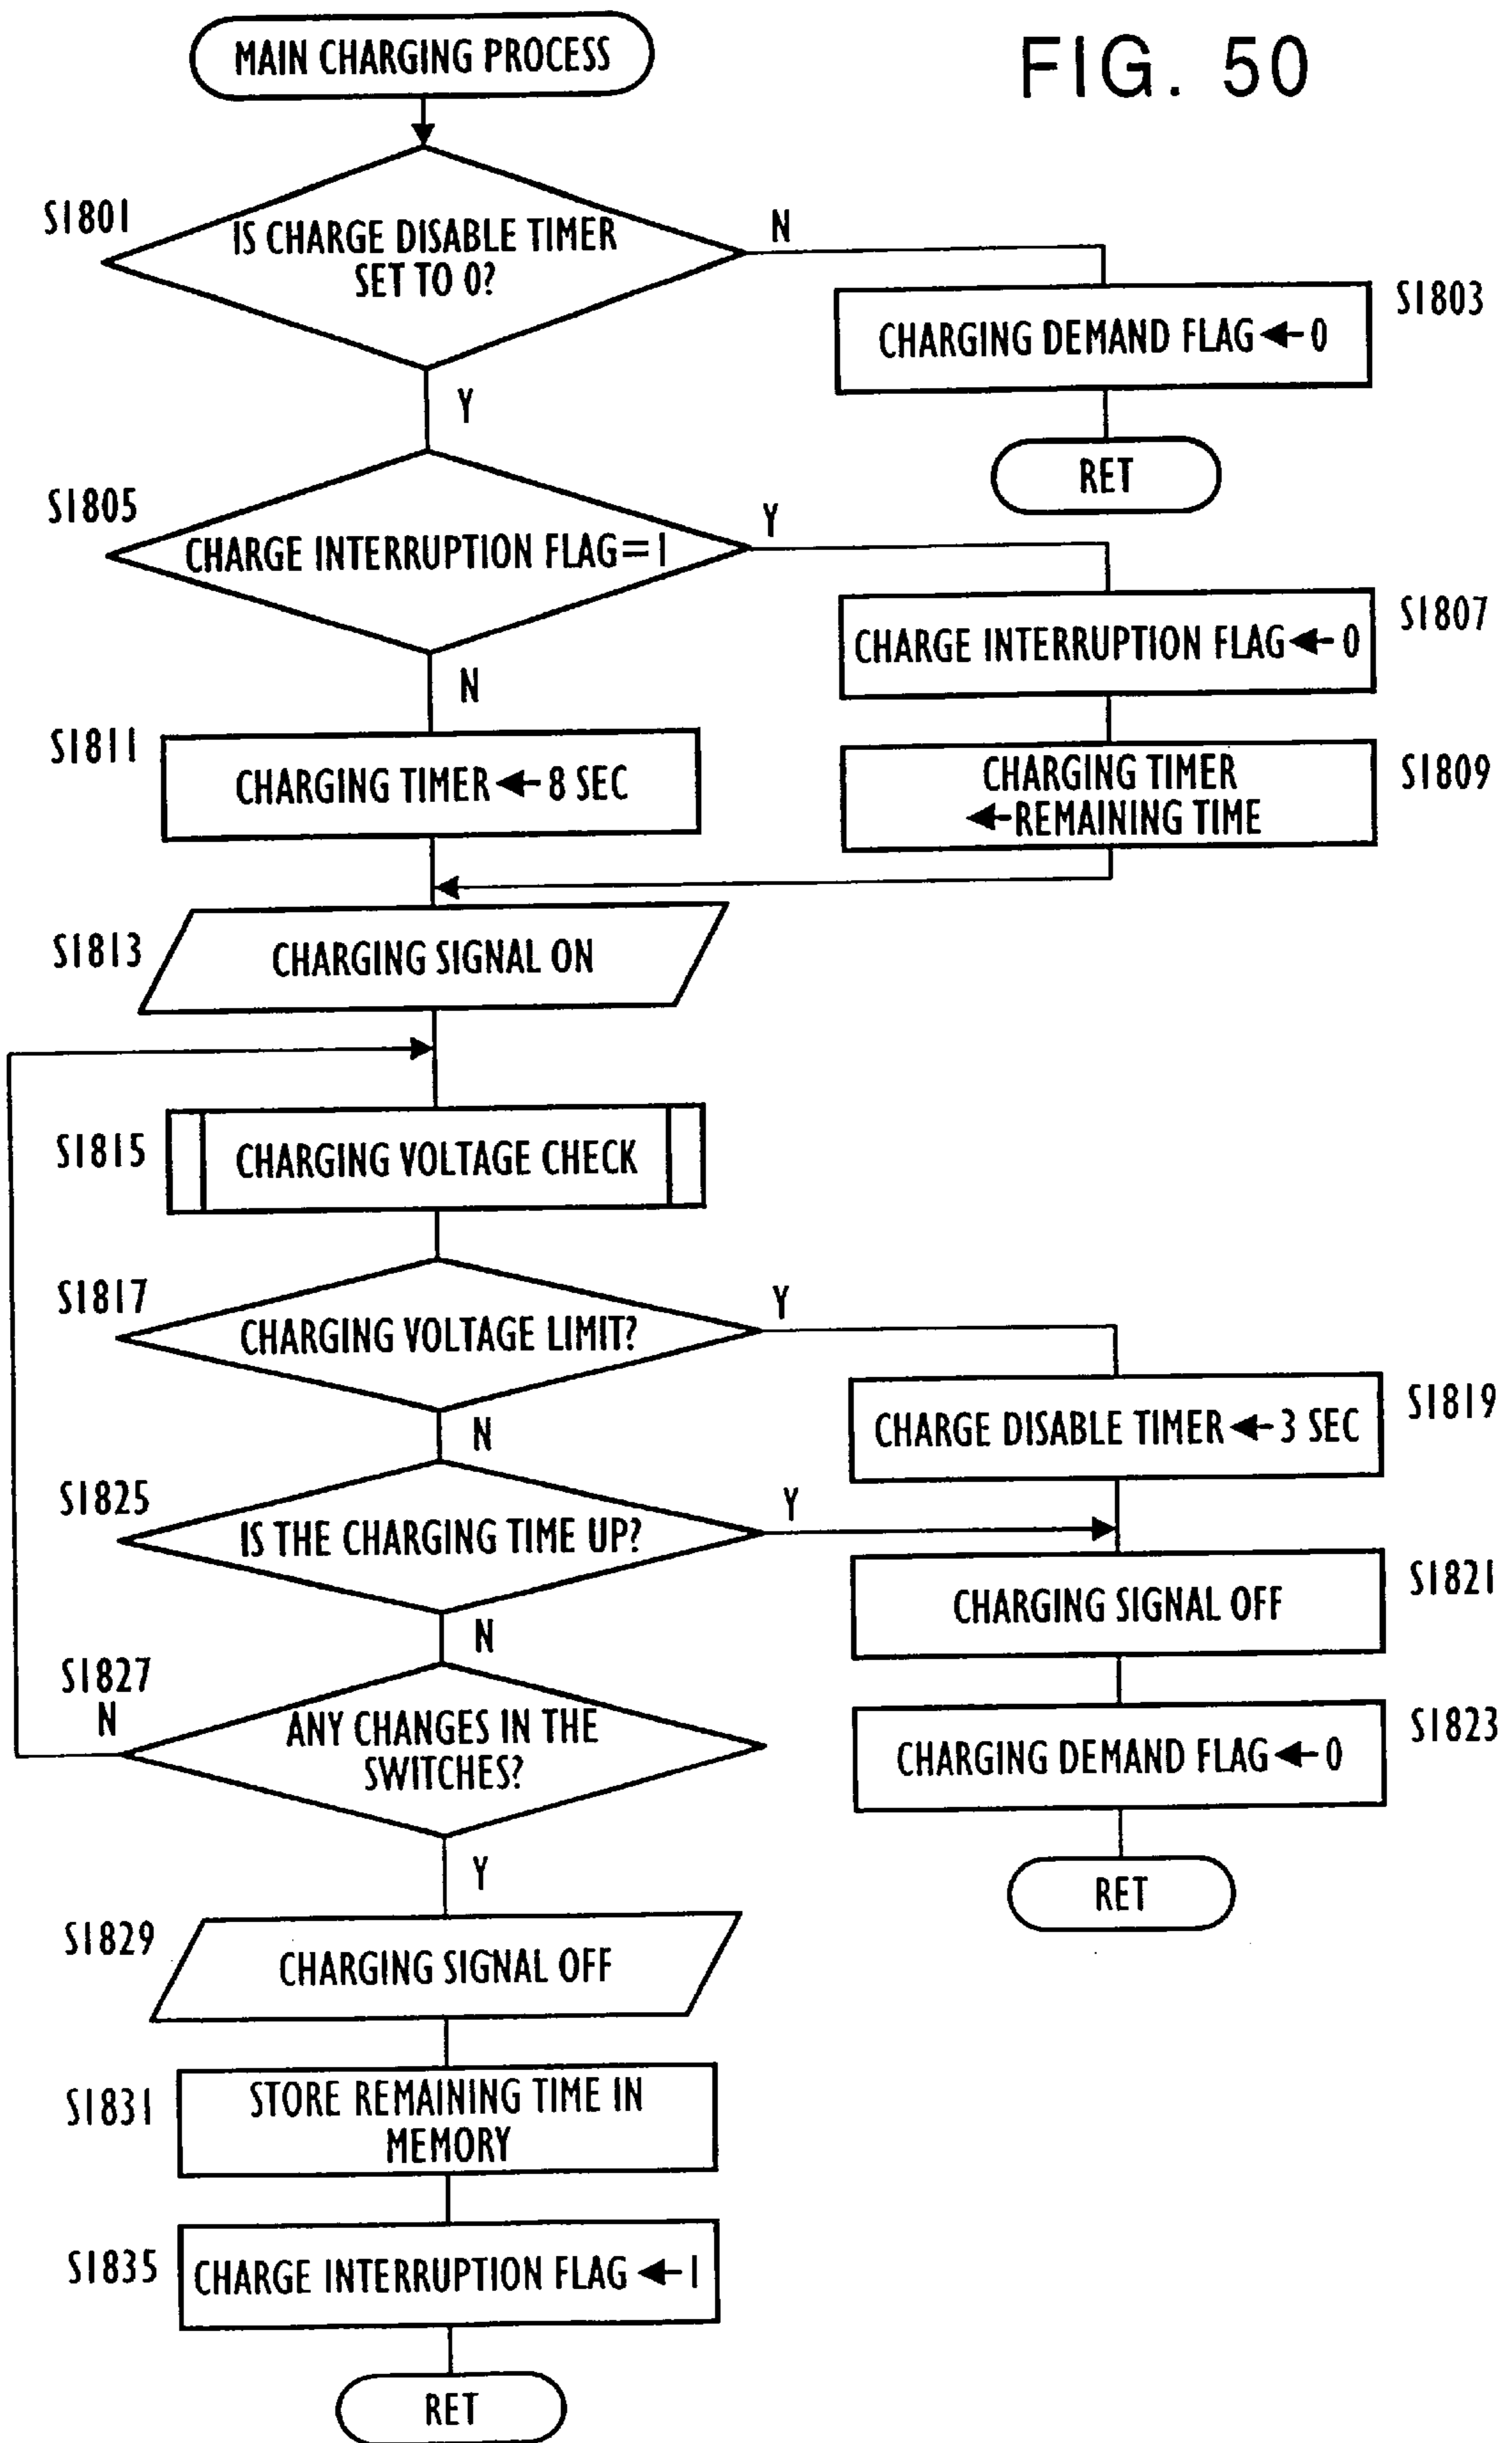 FIG. 50
MAIN CHARGING PROCESS
S1801
IS CHARGE DISABLE TIMER
SET TO 0?
N
Y
S1803
CHARGING DEMAND FLAG←0
RET
S1805
CHARGE INTERRUPTION FLAG=1
Y
N
S1807
CHARGE INTERRUPTION FLAG←0
S1809
CHARGING TIMER
←REMAINING TIME
S1811
CHARGING TIMER←8 SEC
S1813
CHARGING SIGNAL ON
S1815
CHARGING VOLTAGE CHECK
S1817
CHARGING VOLTAGE LIMIT?
Y
N
S1819
CHARGE DISABLE TIMER←3 SEC
S1825
IS THE CHARGING TIME UP?
Y
N
S1821
CHARGING SIGNAL OFF
S1823
CHARGING DEMAND FLAG←0
RET
S1827
N
ANY CHANGES IN THE
SWITCHES?
Y
S1829
CHARGING SIGNAL OFF
S1831
STORE REMAINING TIME IN
MEMORY
S1835
CHARGE INTERRUPTION FLAG←1
RET